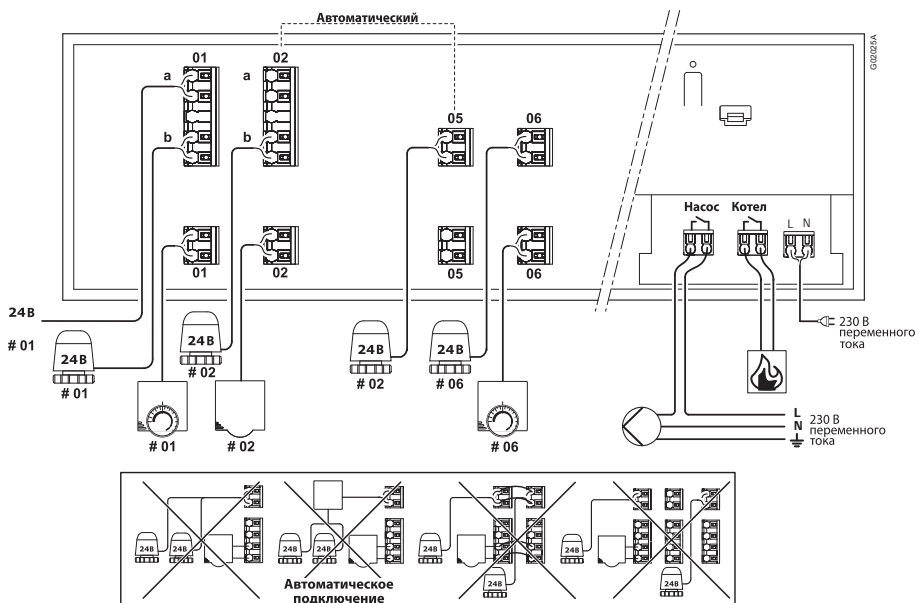 Автоматический
01
02
G02025A
a
a
05
06
b
b
Насос
Котел
L N
01
02
05
06
24В
# 01
24В
# 01
24В
# 02
24В
# 02
24В
# 06
230 В
переменного
тока
# 01
# 02
# 06
L
N
230 В
переменного
тока
24В
24В
24В
24В
24В
24В
24В
24В
Автоматическое
подключение